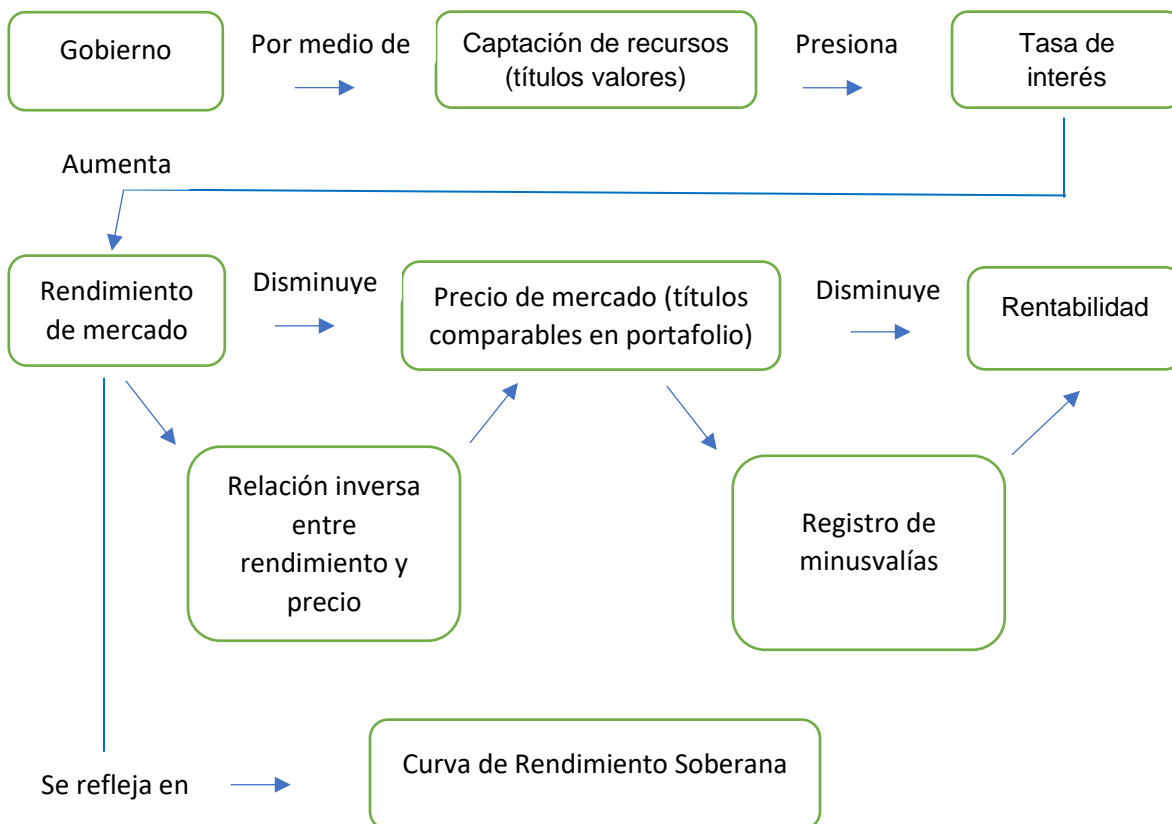 Gobierno
Por medio de
Captación de recursos
(títulos valores)
Presiona
Tasa de
interés
Aumenta
Rendimiento
de mercado
Disminuye
Precio de mercado (títulos
comparables en portafolio)
Disminuye
Rentabilidad
Relación inversa
entre
rendimiento y
precio
Registro de
minusvalías
Se refleja en
Curva de Rendimiento Soberana